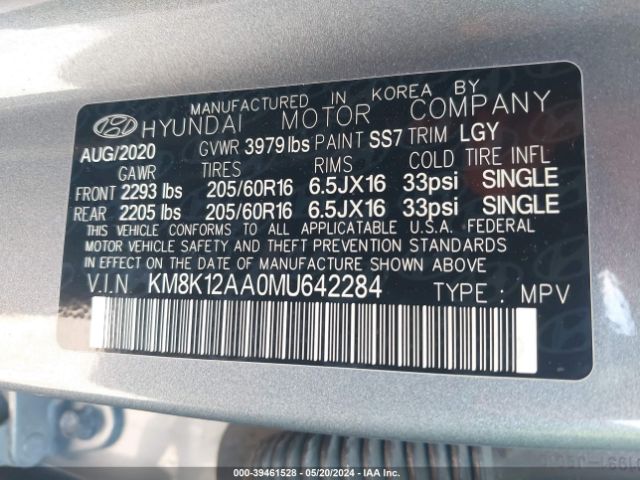 MANUFACTURED IN KOREA BY
HYUNDAI MOTOR COMPANY
AUG/2020 GVWR 3979 lbs PAINT SS7 TRIM LGY
GAWR TIRES RIMS COLD TIRE INFL
FRONT 2293 lbs 205/60R16 6.5JX16 33psi SINGLE
REAR 2205 lbs 205/60R16 6.5JX16 33psi SINGLE
THIS VEHICLE CONFORMS TO ALL APPLICABLE U.S.A. FEDERAL
MOTOR VEHICLE SAFETY AND THEFT PREVENTION STANDARDS
IN EFFECT ON THE DATE OF MANUFACTURE SHOWN ABOVE
V.I.N. KM8K12AA0MU642284 TYPE : MPV
©COPART - 39461528 - 05/20/2024 - IAA, Inc.